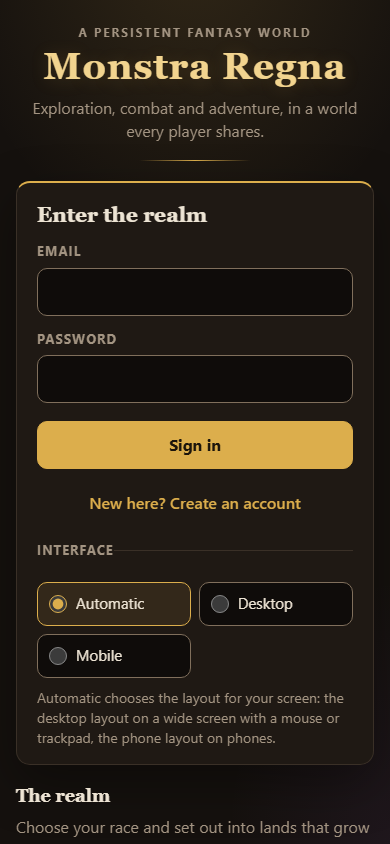 A PERSISTENT FANTASY WORLD
Monstra Regna
Exploration, combat and adventure, in a world
every player shares.
Enter the realm
EMAIL
PASSWORD
Sign in
New here? Create an account
INTERFACE
Automatic
Desktop
Mobile
Automatic chooses the layout for your screen: the
desktop layout on a wide screen with a mouse or
trackpad, the phone layout on phones.
The realm
Choose your race and set out into lands that grow